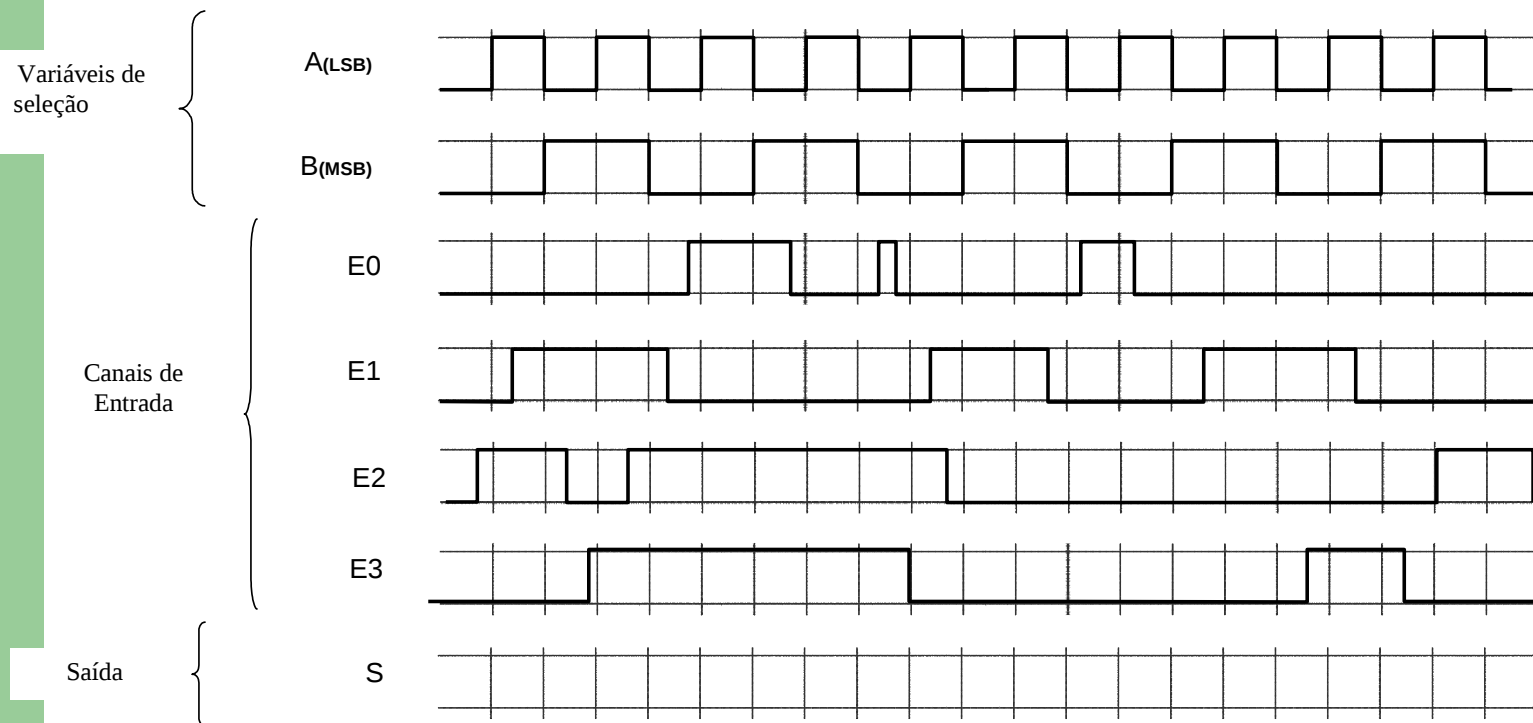 A(LSB)
Variáveis de
seleção
B(MSB)
E0
E1
Canais de
Entrada
E2
E3
Saída
S